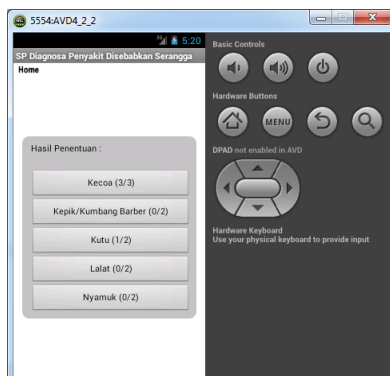 5554:AVD4_2_2
5:20
SP Diagnosa Penyakit Disebabkan Serangga
Home
Hasil Penentuan :
Kecoa (3/3)
Kepik/Kumbang Barber (0/2)
Kutu (1/2)
Lalat (0/2)
Nyamuk (0/2)
Basic Controls
Hardware Buttons
MENU
DPAD not enabled in AVD
Hardware Keyboard
Use your physical keyboard to provide input